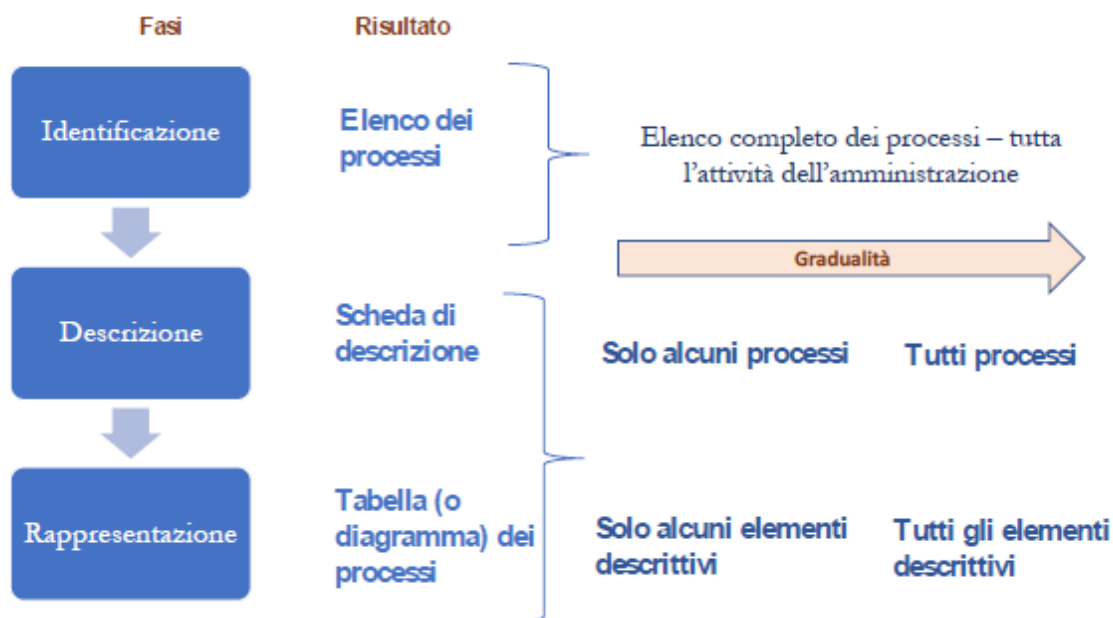 Fasi
Risultato
Identificazione
Elenco dei
processi
Elenco completo dei processi – tutta
l'attività dell'amministrazione
Gradualità
Descrizione
Scheda di
descrizione
Solo alcuni processi
Tutti processi
Rappresentazione
Tabella (o
diagramma) dei
processi
Solo alcuni elementi
descrittivi
Tutti gli elementi
descrittivi